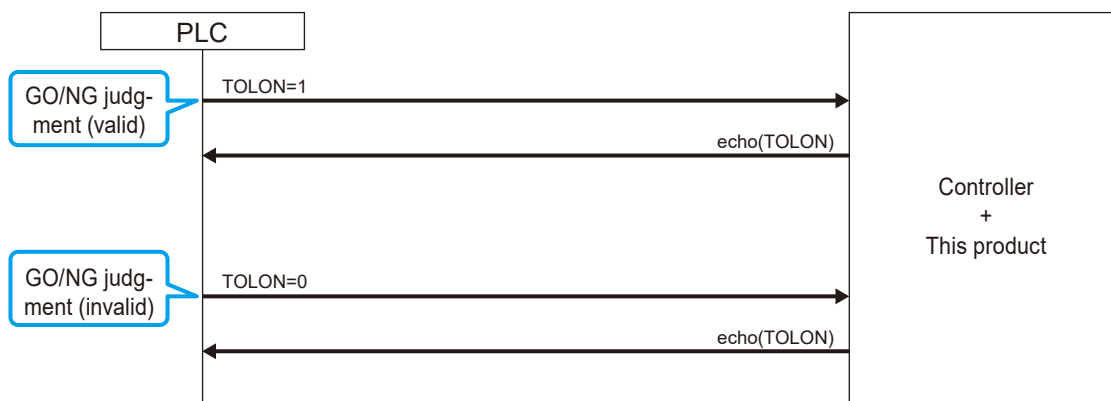 PLC
GO/NG judg-
ment (valid)
TOLON=1
echo(TOLON)
Controller
+
This product
GO/NG judg-
ment (invalid)
TOLON=0
echo(TOLON)